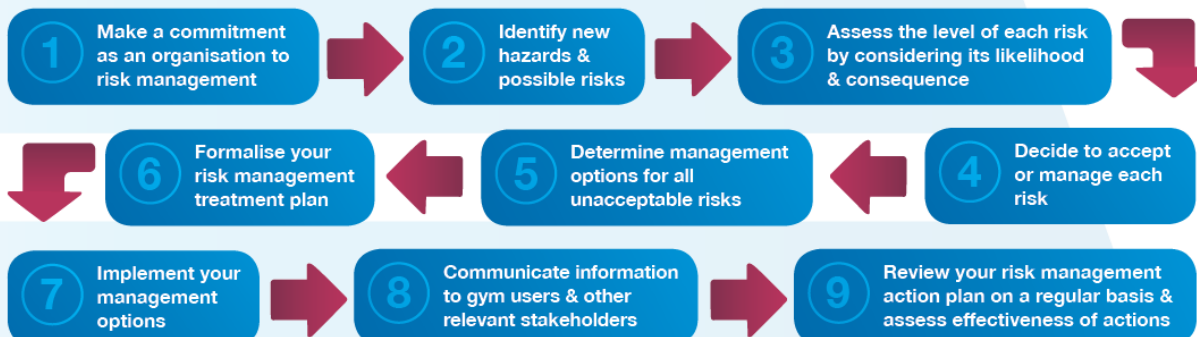 1
Make a commitment
as an organisation to
risk management
2
Identify new
hazards &
possible risks
3
Assess the level of each risk
by considering its likelihood
& consequence
4
Decide to accept
or manage each
risk
5
Determine management
options for all
unacceptable risks
6
Formalise your
risk management
treatment plan
7
Implement your
management
options
8
Communicate information
to gym users & other
relevant stakeholders
9
Review your risk management
action plan on a regular basis &
assess effectiveness of actions